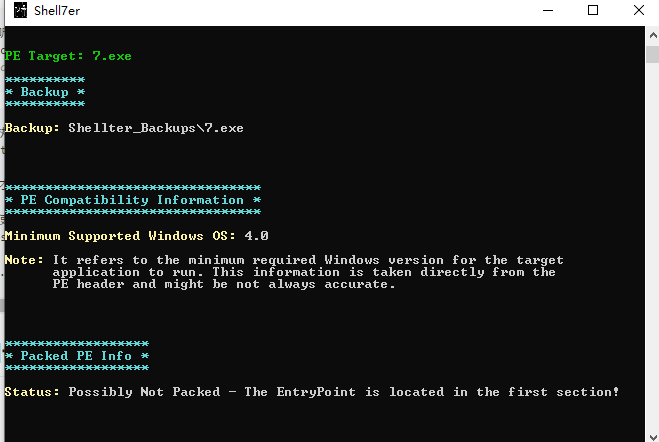 Shell7er
PE Target: 7.exe
**********
* Backup *
**********
Backup: Shellter_Backups\7.exe
********************************
* PE Compatibility Information *
********************************
Minimum Supported Windows OS: 4.0
Note: It refers to the minimum required Windows version for the target
application to run. This information is taken directly from the
PE header and might be not always accurate.
******************
* Packed PE Info *
******************
Status: Possibly Not Packed - The EntryPoint is located in the first section!